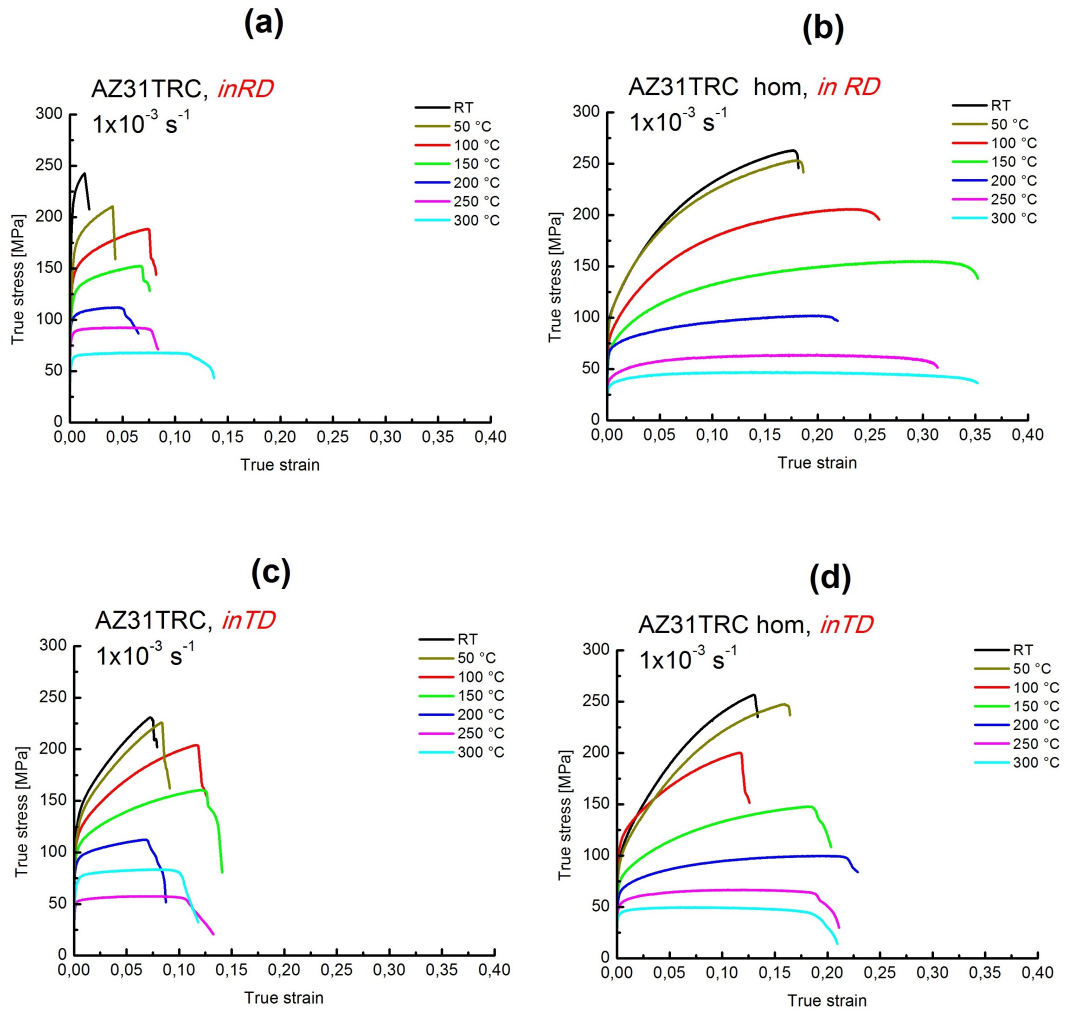 (a)
AZ31TRC, inRD
1x10⁻³ s⁻¹
RT
50 °C
100 °C
150 °C
200 °C
250 °C
300 °C
True stress [MPa]
300
250
200
150
100
50
0
0,00 0,05 0,10 0,15 0,20 0,25 0,30 0,35 0,40
True strain
(b)
AZ31TRC hom, in RD
1x10⁻³ s⁻¹
RT
50 °C
100 °C
150 °C
200 °C
250 °C
300 °C
True stress [MPa]
300
250
200
150
100
50
0
0,00 0,05 0,10 0,15 0,20 0,25 0,30 0,35 0,40
True strain
(c)
AZ31TRC, inTD
1x10⁻³ s⁻¹
RT
50 °C
100 °C
150 °C
200 °C
250 °C
300 °C
True stress [MPa]
300
250
200
150
100
50
0
0,00 0,05 0,10 0,15 0,20 0,25 0,30 0,35 0,40
True strain
(d)
AZ31TRC hom, inTD
1x10⁻³ s⁻¹
RT
50 °C
100 °C
150 °C
200 °C
250 °C
300 °C
True stress [MPa]
300
250
200
150
100
50
0
0,00 0,05 0,10 0,15 0,20 0,25 0,30 0,35 0,40
True strain